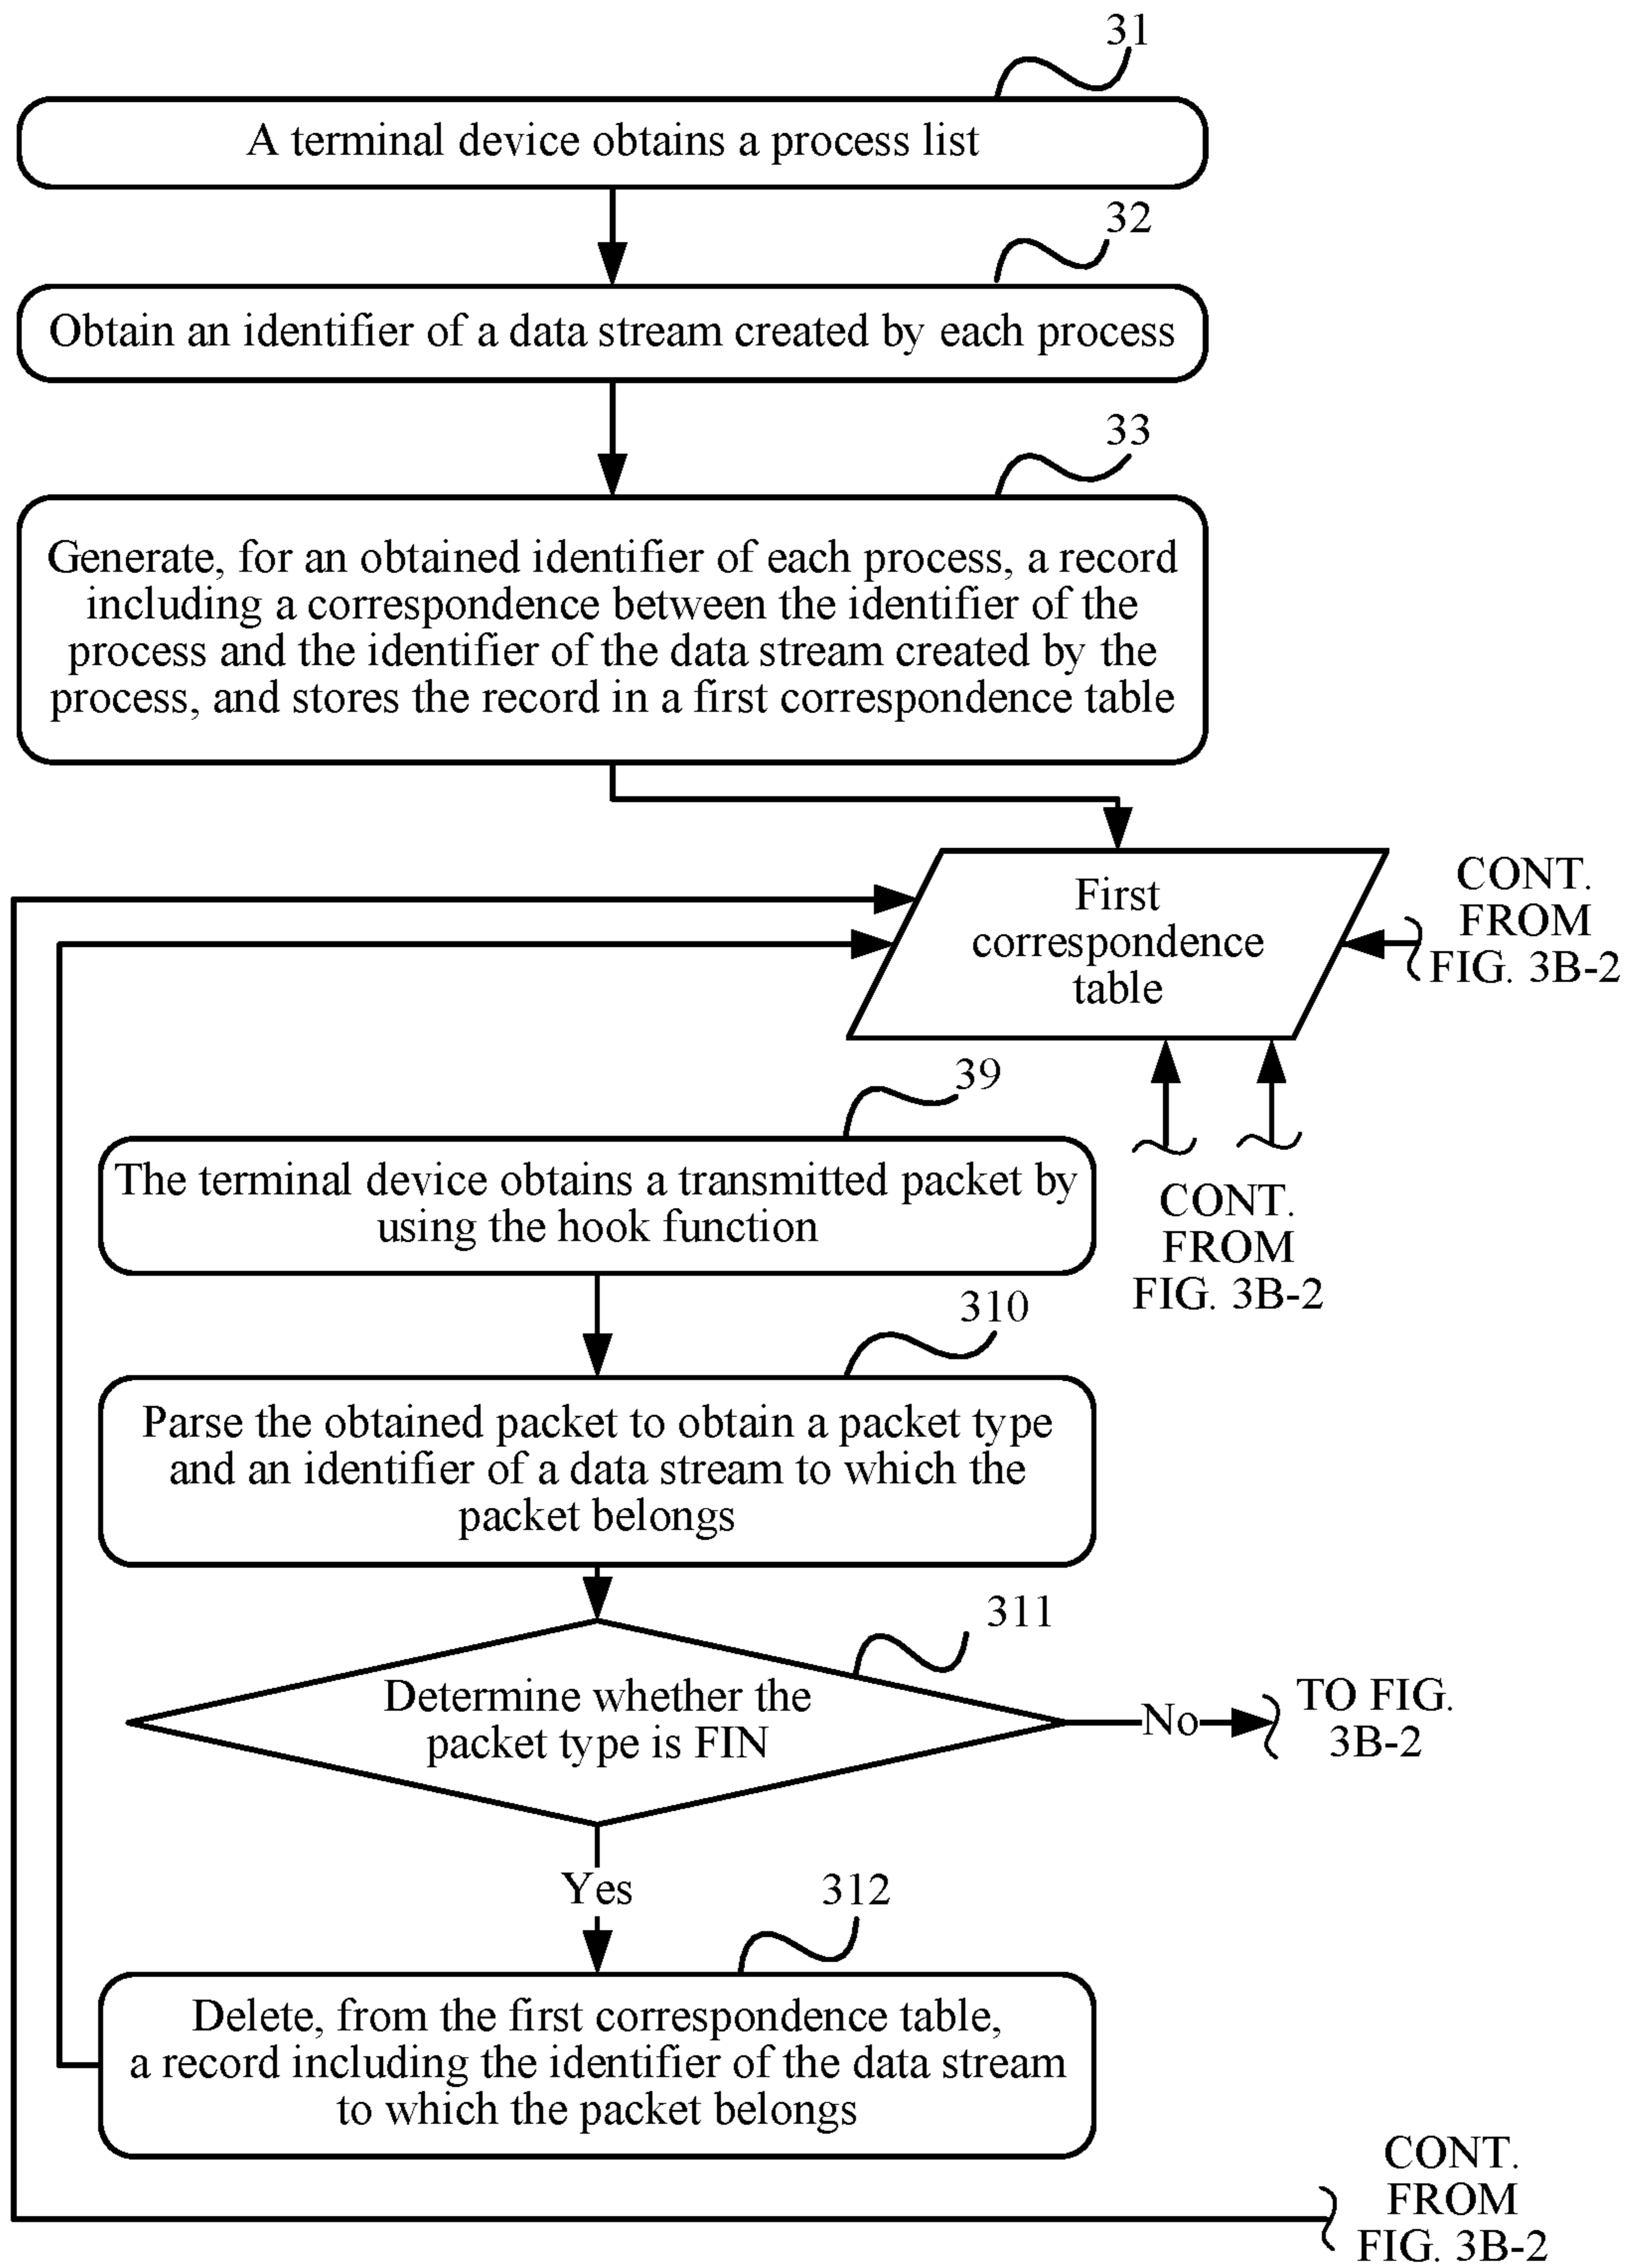 31
A terminal device obtains a process list
32
Obtain an identifier of a data stream created by each process
33
Generate, for an obtained identifier of each process, a record
including a correspondence between the identifier of the
process and the identifier of the data stream created by the
process, and stores the record in a first correspondence table
First
correspondence
table
CONT.
FROM
FIG. 3B-2
39
The terminal device obtains a transmitted packet by
using the hook function
CONT.
FROM
FIG. 3B-2
310
Parse the obtained packet to obtain a packet type
and an identifier of a data stream to which the
packet belongs
311
Determine whether the
packet type is FIN
No
TO FIG.
3B-2
Yes
312
Delete, from the first correspondence table,
a record including the identifier of the data stream
to which the packet belongs
CONT.
FROM
FIG. 3B-2